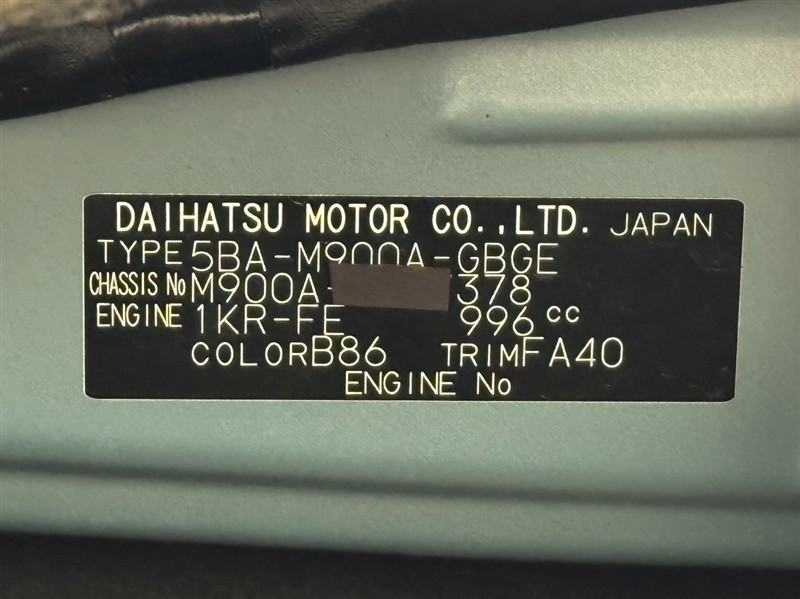 DAIHATSU MOTOR CO.,LTD. JAPAN
TYPE 5BA-M900A-GBGE
CHASSIS No M900A- 378
ENGINE 1KR-FE 996 cc
COLOR B86 TRIM FA40
ENGINE No